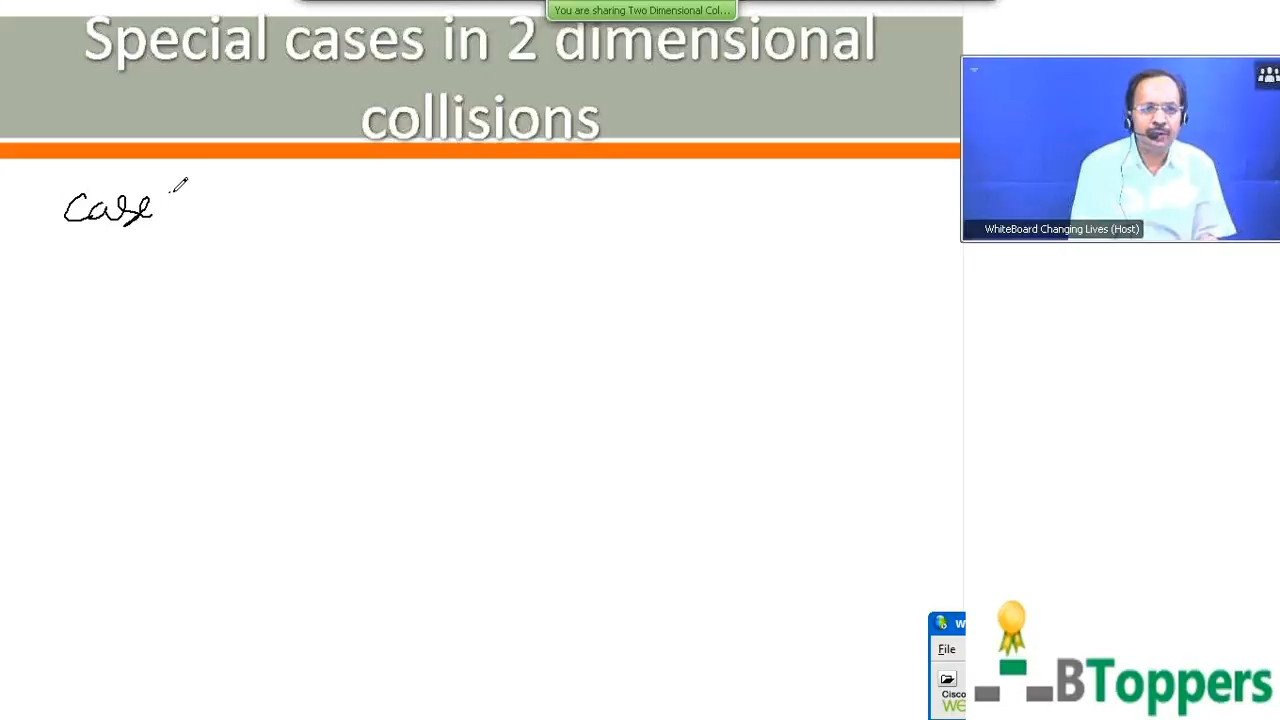 You are sharing Two Dimensional Col...
Special cases in 2 dimensional
collisions
Case
WhiteBoard Changing Lives (Host)
W
File
Cisco
We
BToppers